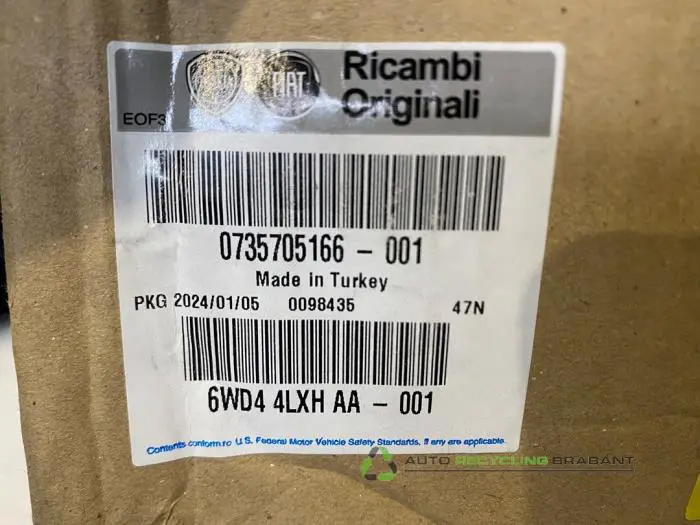 FIAT
Ricambi
Originali
EOF3
0735705166 - 001
Made in Turkey
PKG 2024/01/05 0098435 47N
6WD4 4LXH AA - 001
Contents conform to U.S. Federal Motor Vehicle Safety Standards, if any are applicable.
AUTO RECYCLING BRABANT